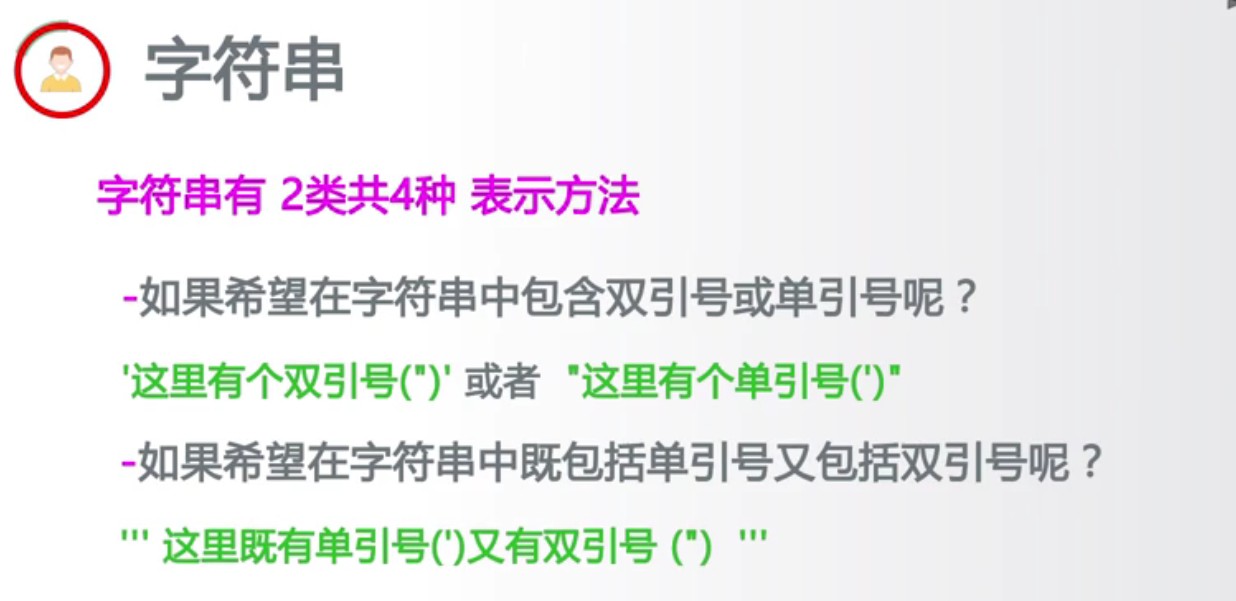 字符串
字符串有 2类共4种 表示方法
-如果希望在字符串中包含双引号或单引号呢？
'这里有个双引号(")' 或者 "这里有个单引号(')"
-如果希望在字符串中既包括单引号又包括双引号呢？
''' 这里既有单引号(')又有双引号 (") '''